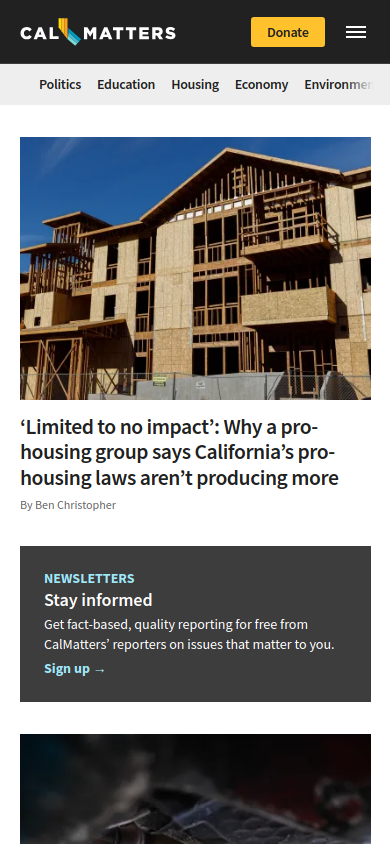 CAL MATTERS
Donate
Politics Education Housing Economy Environmen
‘Limited to no impact’: Why a pro-
housing group says California’s pro-
housing laws aren’t producing more
By Ben Christopher
NEWSLETTERS
Stay informed
Get fact-based, quality reporting for free from
CalMatters’ reporters on issues that matter to you.
Sign up →